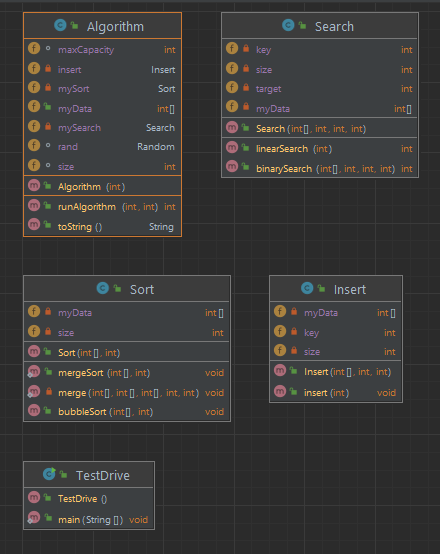 Algorithm
maxCapacity int
insert Insert
mySort Sort
myData int[]
mySearch Search
rand Random
size int
Algorithm (int)
runAlgorithm (int, int) int
toString () String
Search
key int
size int
target int
myData int[]
Search (int[], int, int, int)
linearSearch (int) int
binarySearch (int[], int, int, int) int
Sort
myData int[]
size int
Sort (int[], int)
mergeSort (int[], int) void
merge (int[], int[], int[], int, int) void
bubbleSort (int[], int) void
Insert
myData int[]
key int
size int
Insert (int[], int, int)
insert (int) void
TestDrive
TestDrive ()
main (String []) void